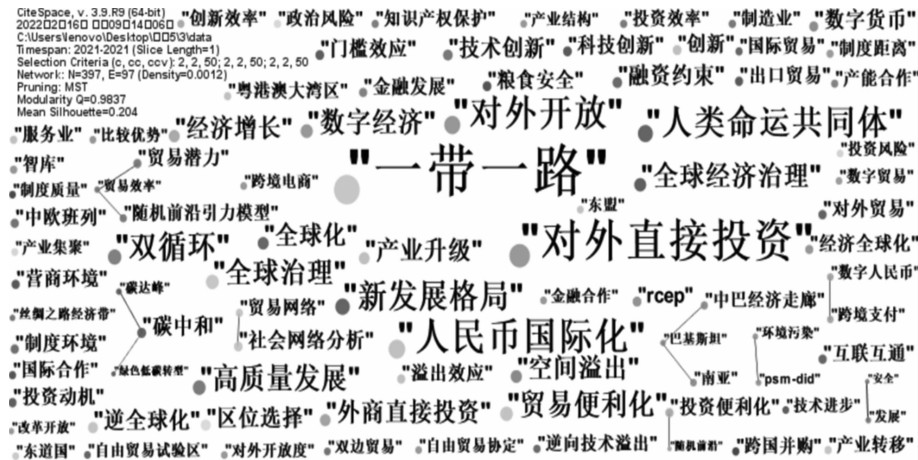 CiteSpace, v. 3.9.R9 (64-bit)
2022□2□16□ □□09□14□06□
C:\Users\lenovo\Desktop\□□5\3\data
Timespan: 2021-2021 (Slice Length=1)
Selection Criteria (c, cc, ccv): 2, 2, 50; 2, 2, 50; 2, 2, 50
Network: N=397, E=97 (Density=0.0012)
Pruning: MST
Modularity Q=0.9837
Mean Silhouette=0.204
"创新效率" "政治风险" "知识产权保护" "产业结构" "投资效率" "制造业" "数字货币"
"门槛效应" "技术创新" "科技创新" "创新" "国际贸易" "制度距离"
"粤港澳大湾区" "金融发展" "粮食安全" "融资约束" "出口贸易" "产能合作"
"服务业" "比较优势" "经济增长" "数字经济" "对外开放" "人类命运共同体"
"智库" "贸易潜力" "一带一路" "投资风险"
"制度质量" "贸易效率" "跨境电商" "全球经济治理" "数字贸易"
"中欧班列" "随机前沿引力模型" "东盟" "对外贸易"
"产业集聚" "双循环" "全球化" "产业升级" "对外直接投资" "经济全球化"
"营商环境" "碳达峰" "全球治理" "新发展格局" "金融合作" "rcep" "中巴经济走廊" "数字人民币"
"丝绸之路经济带" "碳中和" "贸易网络" "跨境支付"
"制度环境" "社会网络分析" "人民币国际化" "巴基斯坦" "环境污染" "互联互通"
"国际合作" "绿色低碳转型" "高质量发展" "溢出效应" "空间溢出" "南亚" "psm-did" "安全"
"投资动机" "逆全球化" "区位选择" "外商直接投资" "贸易便利化" "投资便利化" "技术进步" "发展"
"改革开放"
"东道国" "自由贸易试验区" "对外开放度" "双边贸易" "自由贸易协定" "逆向技术溢出" "随机前沿" "跨国并购" "产业转移"